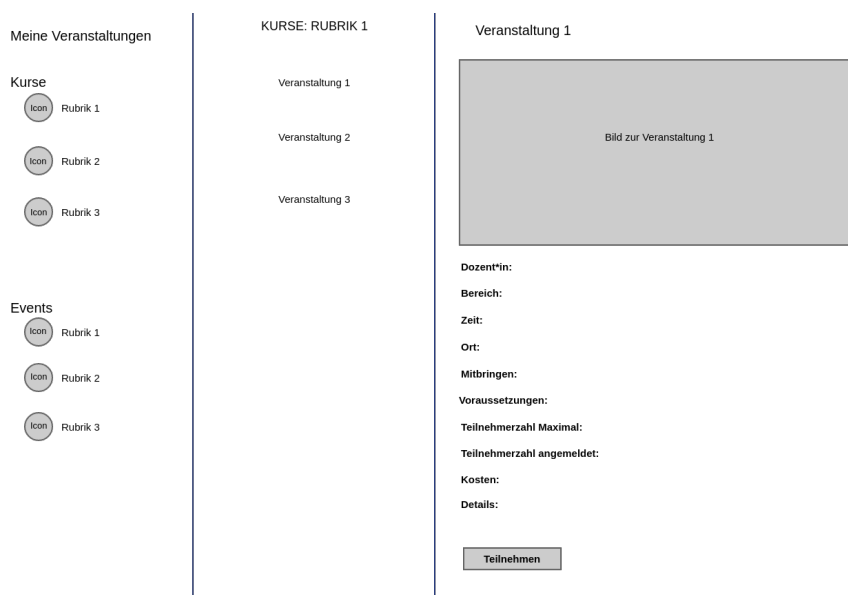 Meine Veranstaltungen
Kurse
Icon Rubrik 1
Icon Rubrik 2
Icon Rubrik 3
Events
Icon Rubrik 1
Icon Rubrik 2
Icon Rubrik 3
KURSE: RUBRIK 1
Veranstaltung 1
Veranstaltung 2
Veranstaltung 3
Veranstaltung 1
Bild zur Veranstaltung 1
Dozent*in:
Bereich:
Zeit:
Ort:
Mitbringen:
Voraussetzungen:
Teilnehmerzahl Maximal:
Teilnehmerzahl angemeldet:
Kosten:
Details:
Teilnehmen